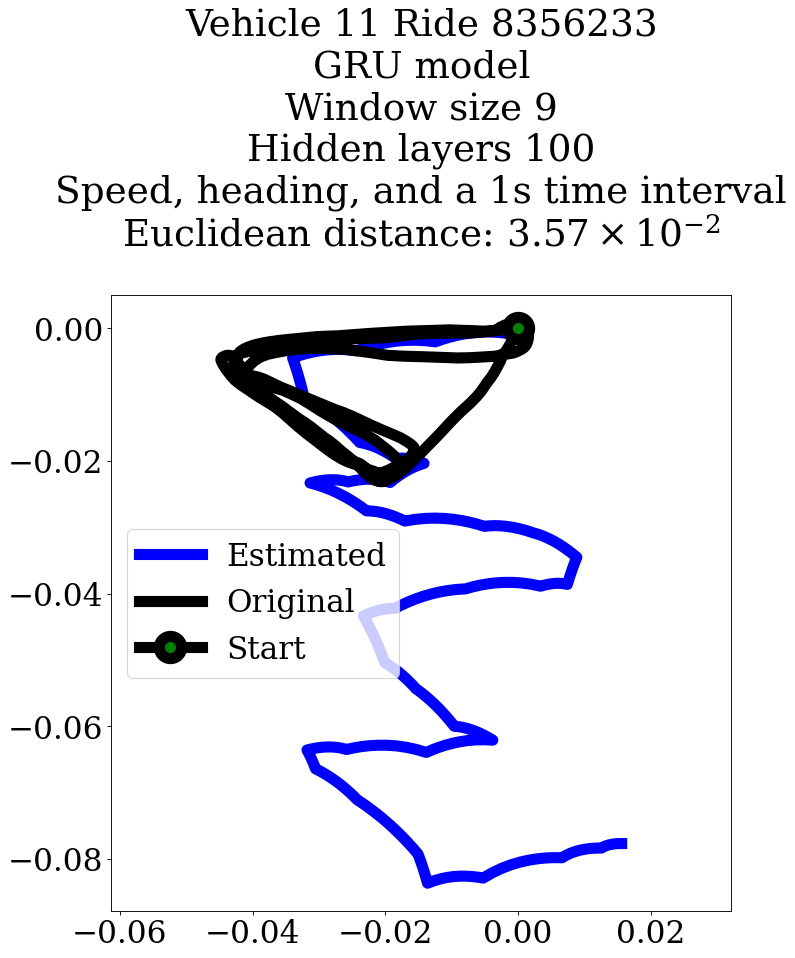 Vehicle 11 Ride 8356233
GRU model
Window size 9
Hidden layers 100
Speed, heading, and a 1s time interval
Euclidean distance: 3.57 × 10⁻²
0.00
−0.02
−0.04
−0.06
−0.08
Estimated
Original
Start
−0.06 −0.04 −0.02 0.00 0.02